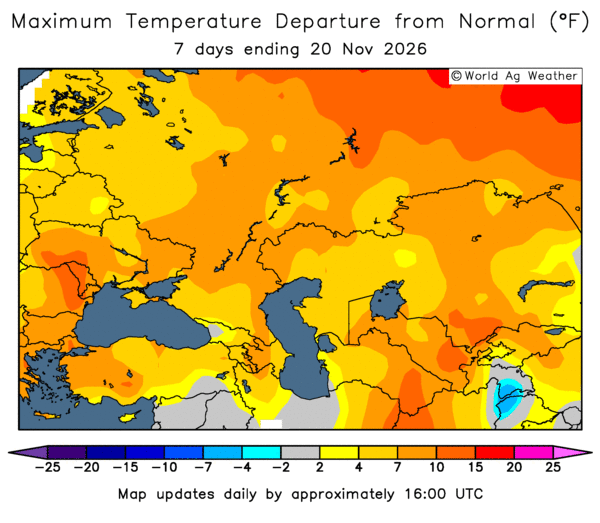 Maximum Temperature Departure from Normal (°F)
7 days ending 20 Nov 2026
©World Ag Weather
-25 -20 -15 -10 -7 -4 -2 2 4 7 10 15 20 25
Map updates daily by approximately 16:00 UTC